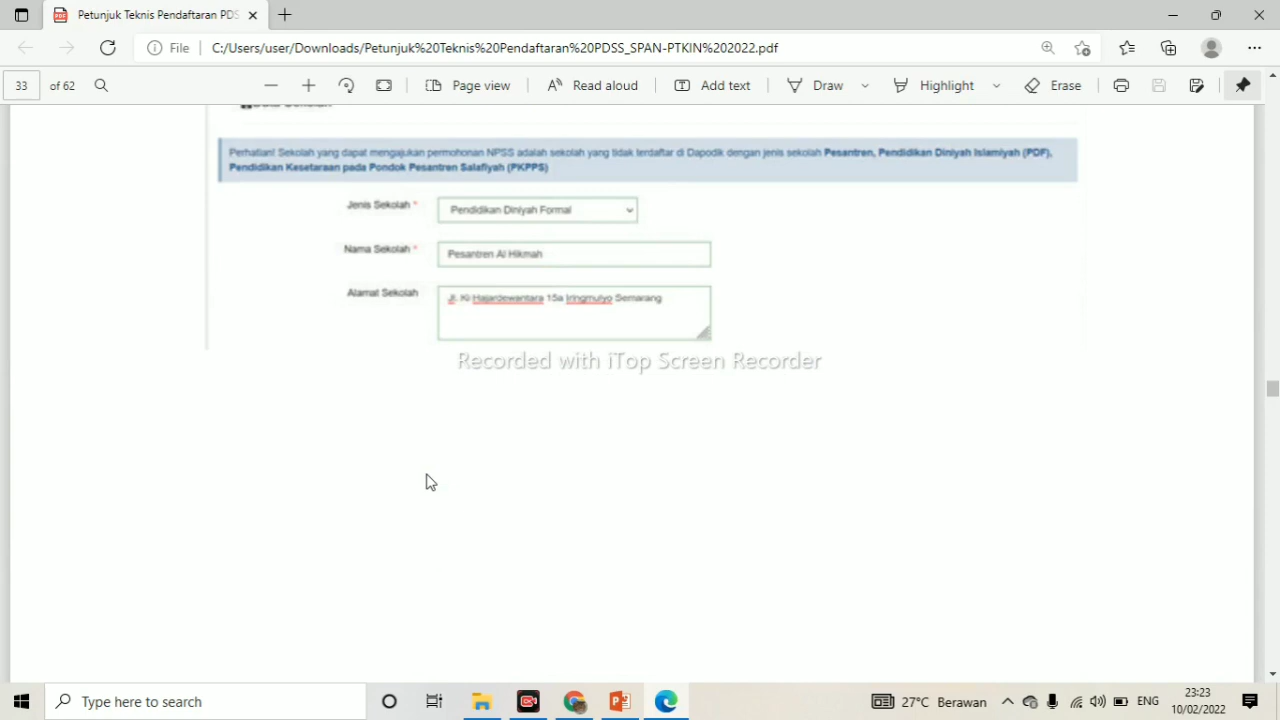 Petunjuk Teknis Pendaftaran PDS
File
C:/Users/user/Downloads/Petunjuk%20Teknis%20Pendaftaran%20PDSS_SPAN-PTKIN%202022.pdf
33 of 62
Page view
Read aloud
Add text
Draw
Highlight
Erase
Perhatian! Sekolah yang dapat mengajukan permohonan NPSS adalah sekolah yang tidak terdaftar di Dapodik dengan jenis sekolah Pesantren, Pendidikan Diniyah Islamiyah (PDF),
Pendidikan Kesetaraan pada Pondok Pesantren Salafiyah (PKPPS)
Jenis Sekolah * Pendidikan Diniyah Formal
Nama Sekolah * Pesantren Al Hikmah
Alamat Sekolah Jl. Ki Hajardewantara 15a Iringmulyo Semarang
Recorded with iTop Screen Recorder
Type here to search
27°C Berawan
ENG
23:23
10/02/2022